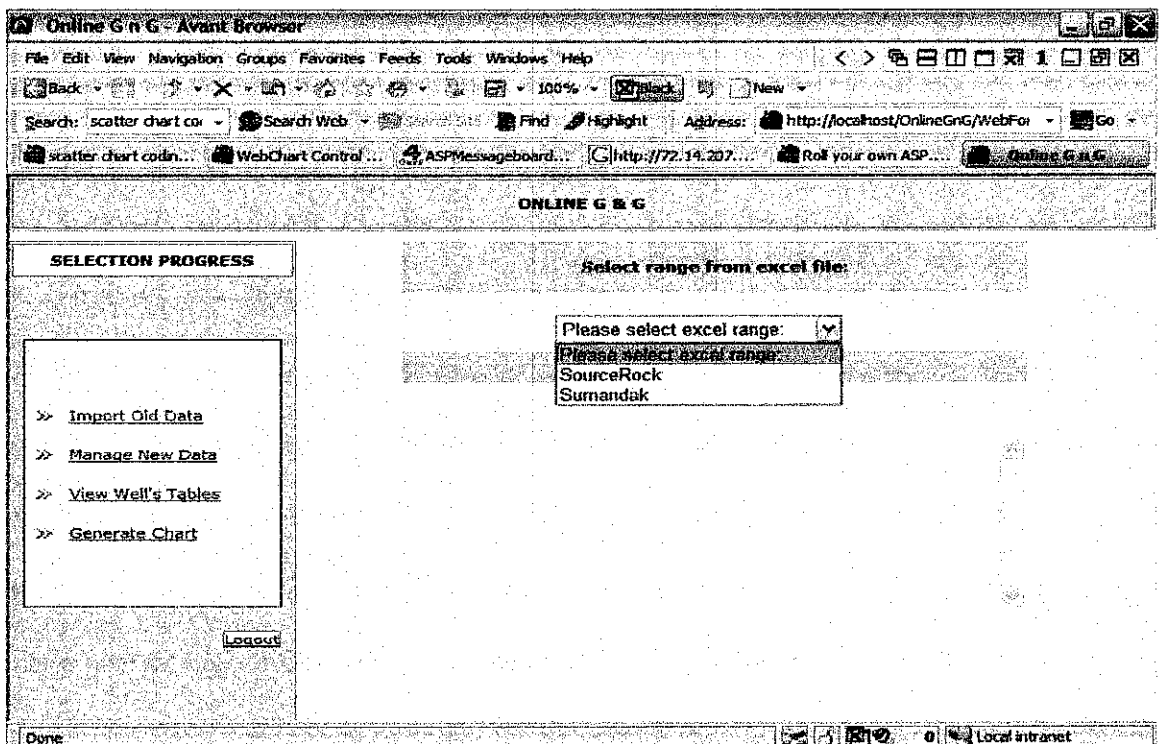 Online G n G - Avant Browser
File Edit View Navigation Groups Favorites Feeds Tools Windows Help
Back 100% Block New
Search: scatter chart cor Search Web Find Highlight Address: http://localhost/OnlineGnG/WebFor Go
scatter chart codin... WebChart Control ... ASPMessageboard... http://72.14.207.... Roll your own ASP.... Online G n G
ONLINE G & G
SELECTION PROGRESS
Select range from excel file:
Please select excel range:
Please select excel range:
SourceRock
Sumandak
» Import Old Data
» Manage New Data
» View Well's Tables
» Generate Chart
Logout
Done 0 Local intranet